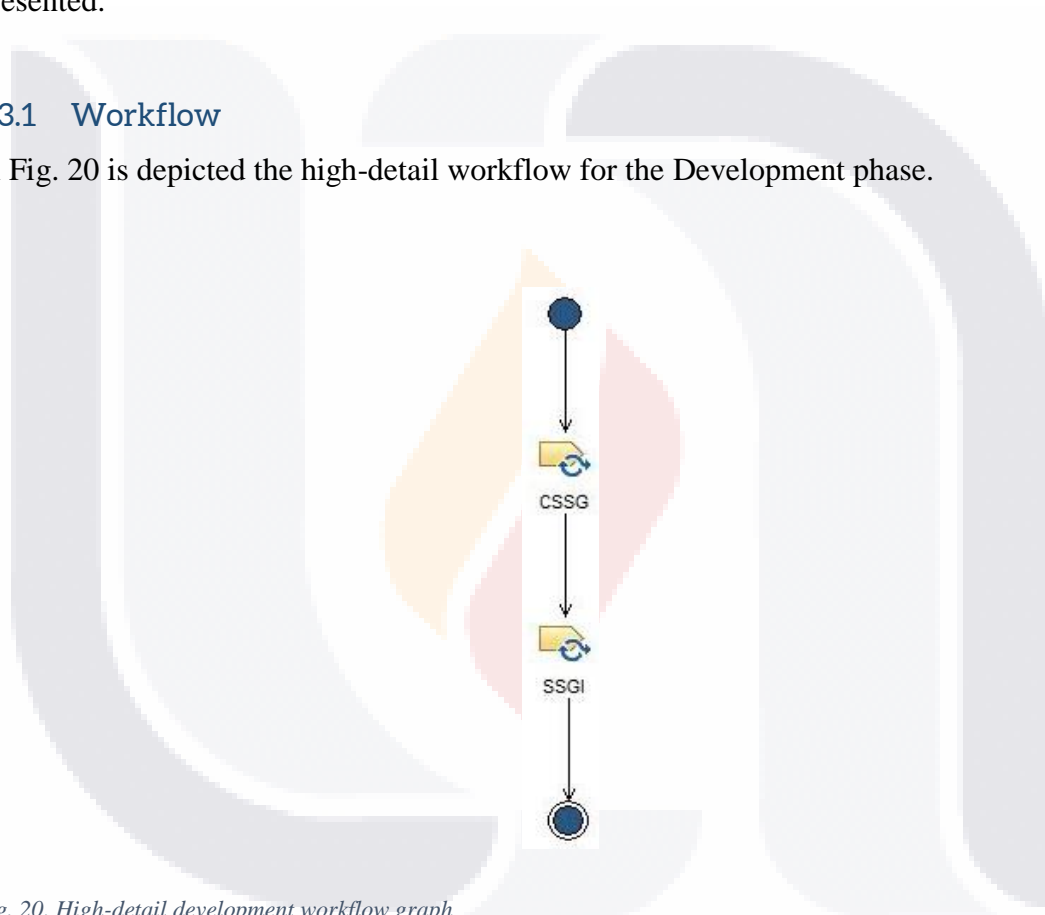 esented.
3.1 Workflow
Fig. 20 is depicted the high-detail workflow for the Development phase.
CSSG
SSGI
g. 20. High-detail development workflow graph